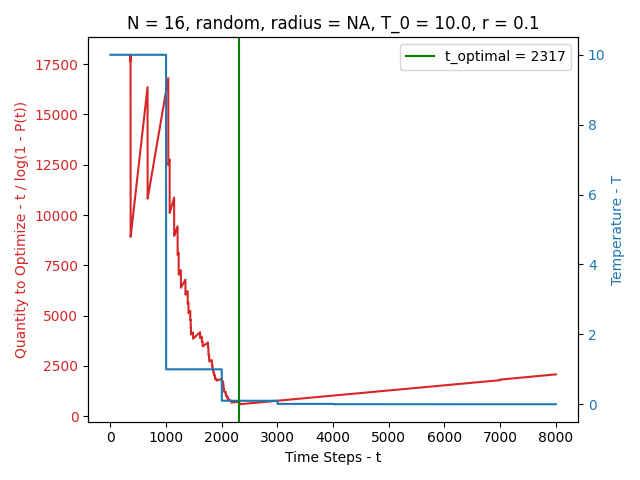 N = 16, random, radius = NA, T_0 = 10.0, r = 0.1
t_optimal = 2317
Quantity to Optimize - t / log(1 - P(t))
17500
15000
12500
10000
7500
5000
2500
0
10
8
6
4
2
0
Temperature - T
0 1000 2000 3000 4000 5000 6000 7000 8000
Time Steps - t